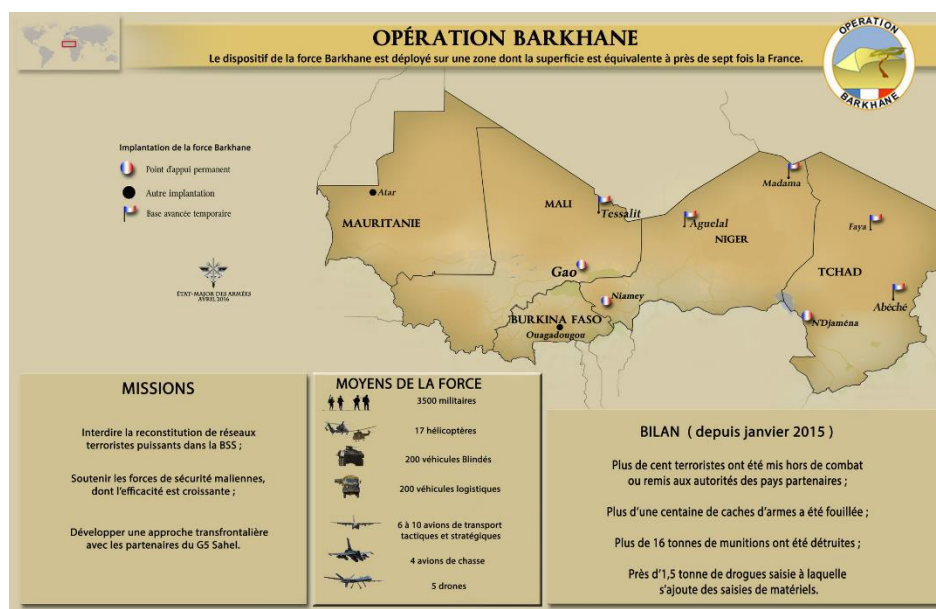 OPÉRATION BARKHANE
Le dispositif de la force Barkhane est déployé sur une zone dont la superficie est équivalente à près de sept fois la France.
OPERATION
BARKHANE
Implantation de la force Barkhane
Point d'appui permanent
Autre implantation
Base avancée temporaire
ÉTAT-MAJOR DES ARMÉES
AVRIL 2016
Atar
MAURITANIE
MALI
Tessalit
Gao
Niamey
BURKINA FASO
Ouagadougou
Aguelal
NIGER
Madama
Faya
TCHAD
Abéché
N'Djaména
MISSIONS
Interdire la reconstitution de réseaux
terroristes puissants dans la BSS ;
Soutenir les forces de sécurité maliennes,
dont l'efficacité est croissante ;
Développer une approche transfrontalière
avec les partenaires du G5 Sahel.
MOYENS DE LA FORCE
3500 militaires
17 hélicoptères
200 véhicules Blindés
200 véhicules logistiques
6 à 10 avions de transport
tactiques et stratégiques
4 avions de chasse
5 drones
BILAN ( depuis janvier 2015 )
Plus de cent terroristes ont été mis hors de combat
ou remis aux autorités des pays partenaires ;
Plus d'une centaine de caches d'armes a été fouillée ;
Plus de 16 tonnes de munitions ont été détruites ;
Près d'1,5 tonne de drogues saisie à laquelle
s'ajoute des saisies de matériels.